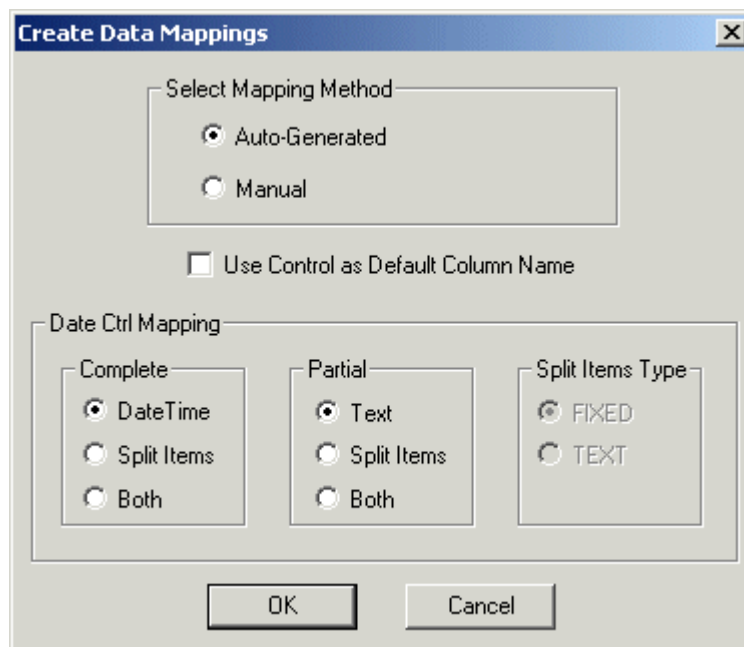 Create Data Mappings
Select Mapping Method
Auto-Generated
Manual
Use Control as Default Column Name
Date Ctrl Mapping
Complete
DateTime
Split Items
Both
Partial
Text
Split Items
Both
Split Items Type
FIXED
TEXT
OK
Cancel